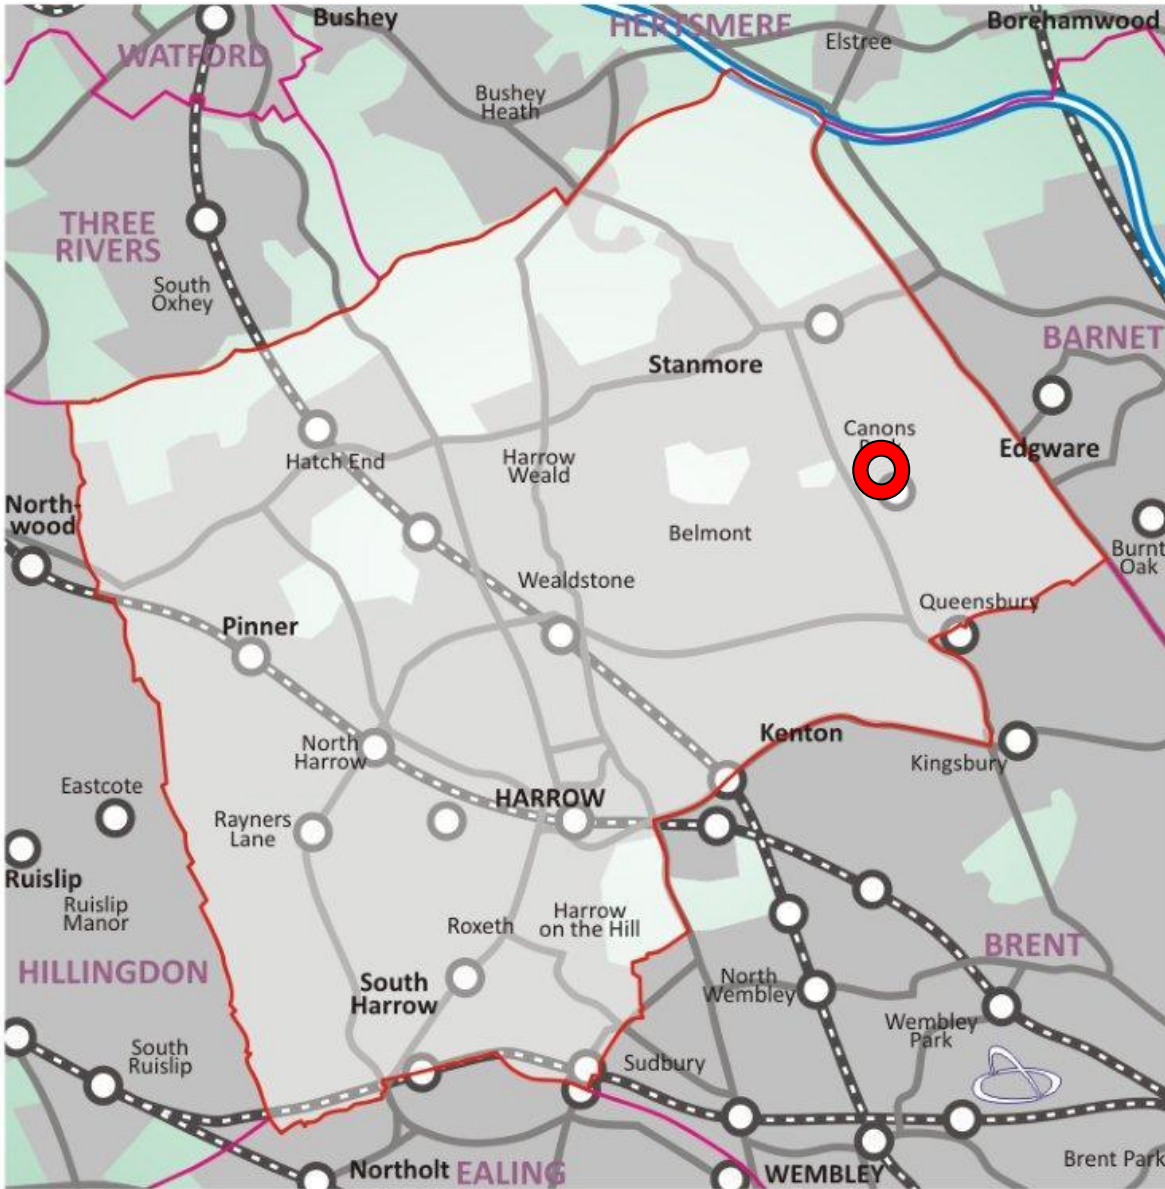 Bushey
HERTSMERE
Borehamwood
WATFORD
Elstree
Bushey
Heath
THREE
RIVERS
South
Oxhey
BARNET
Stanmore
Canons
Edgware
Harrow
Weald
Hatch End
North-
wood
Belmont
Burnt
Oak
Wealdstone
Queensbury
Pinner
North
Harrow
Kenton
Kingsbury
Eastcote
HARROW
Rayners
Lane
Ruislip
Ruislip
Manor
Roxeth
Harrow
on the Hill
BRENT
HILLINGDON
South
Harrow
North
Wembley
Wembley
Park
South
Ruislip
Sudbury
Brent Park
Northolt
EALING
WEMBLEY